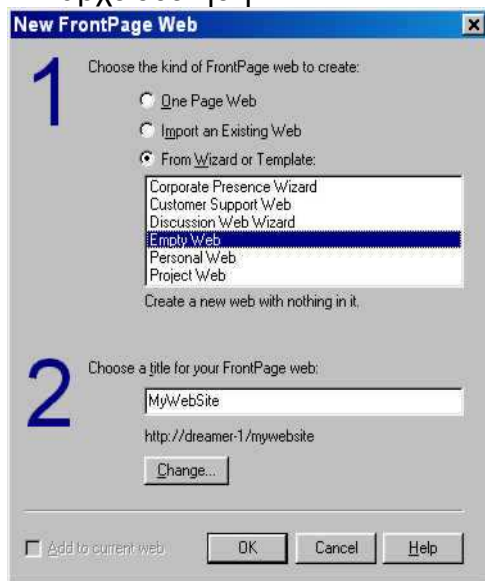 New FrontPage Web
1
Choose the kind of FrontPage web to create:
One Page Web
Import an Existing Web
From Wizard or Template:
Corporate Presence Wizard
Customer Support Web
Discussion Web Wizard
Empty Web
Personal Web
Project Web
Create a new web with nothing in it.
2
Choose a title for your FrontPage web:
MyWebSite
http://dreamer-1/mywebsite
Change...
Add to current web
OK Cancel Help